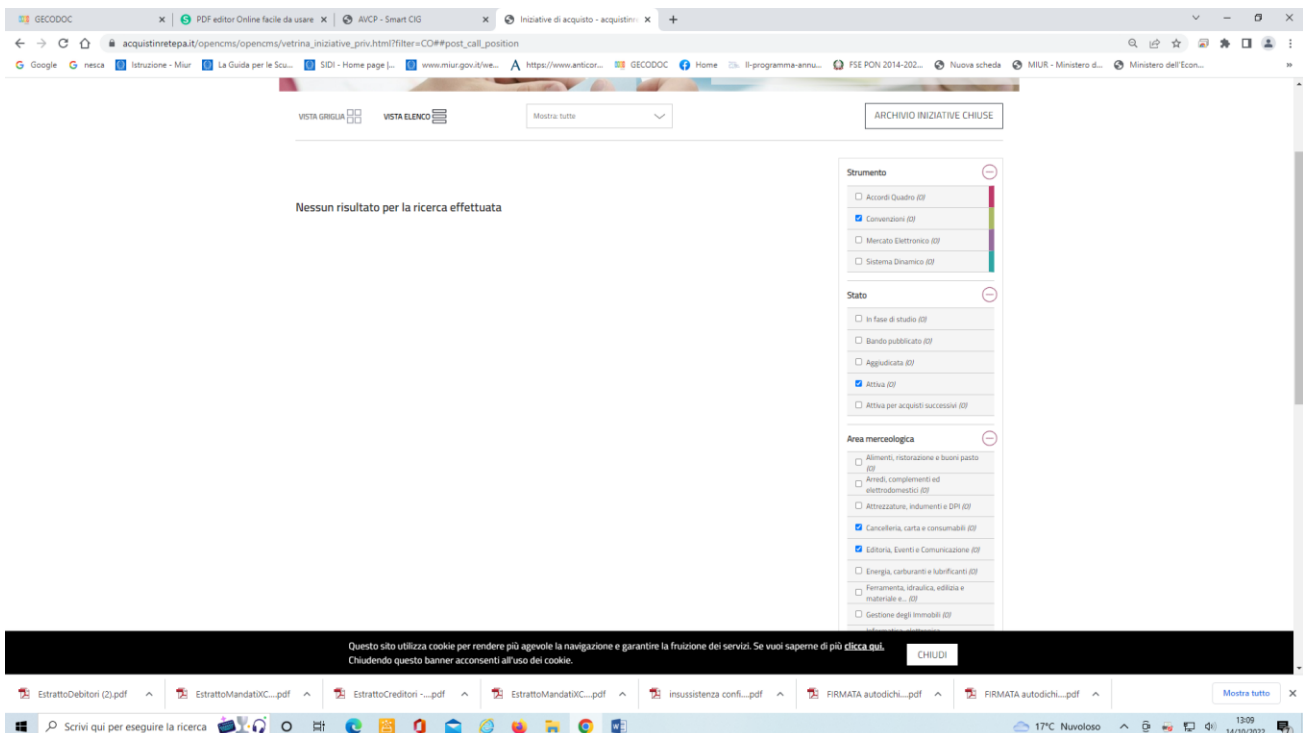 GECODOC
PDF editor Online facile da usare
AVCP - Smart CIG
Iniziative di acquisto - acquistinr
acquistinretepa.it/opencms/opencms/vetrina_iniziative_priv.html?filter=CO##post_call_position
Google
nesca
Istruzione - Miur
La Guida per le Scu...
SIDI - Home page |...
www.miur.gov.it/we...
https://www.anticor...
GECODOC
Home
Il-programma-annu...
FSE PON 2014-202...
Nuova scheda
MIUR - Ministero d...
Ministero dell'Econ...
VISTA GRIGLIA
VISTA ELENCO
Mostra: tutte
ARCHIVIO INIZIATIVE CHIUSE
Nessun risultato per la ricerca effettuata
Strumento
Accordi Quadro (0)
Convenzioni (0)
Mercato Elettronico (0)
Sistema Dinamico (0)
Stato
In fase di studio (0)
Bando pubblicato (0)
Aggiudicata (0)
Attiva (0)
Attiva per acquisti successivi (0)
Area merceologica
Alimenti, ristorazione e buoni pasto
(0)
Arredi, complementi ed
elettrodomestici (0)
Attrezzature, indumenti e DPI (0)
Cancelleria, carta e consumabili (0)
Editoria, Eventi e Comunicazione (0)
Energia, carburanti e lubrificanti (0)
Ferramenta, idraulica, edilizia e
materiale e... (0)
Gestione degli Immobili (0)
Questo sito utilizza cookie per rendere più agevole la navigazione e garantire la fruizione dei servizi. Se vuoi saperne di più clicca qui.
Chiudendo questo banner acconsenti all'uso dei cookie.
CHIUDI
EstrattoDebitori (2).pdf
EstrattoMandatiXC....pdf
EstrattoCreditori -....pdf
EstrattoMandatiXC....pdf
insussistenza confi....pdf
FIRMATA autodichi....pdf
FIRMATA autodichi....pdf
Mostra tutto
Scrivi qui per eseguire la ricerca
17°C Nuvoloso
13:09
14/10/2022